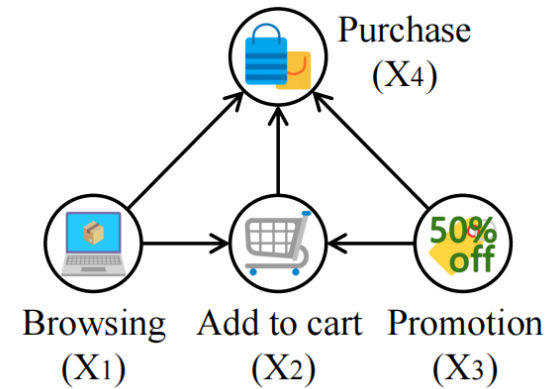 Purchase
(X4)
50%
off
Browsing
(X1)
Add to cart
(X2)
Promotion
(X3)